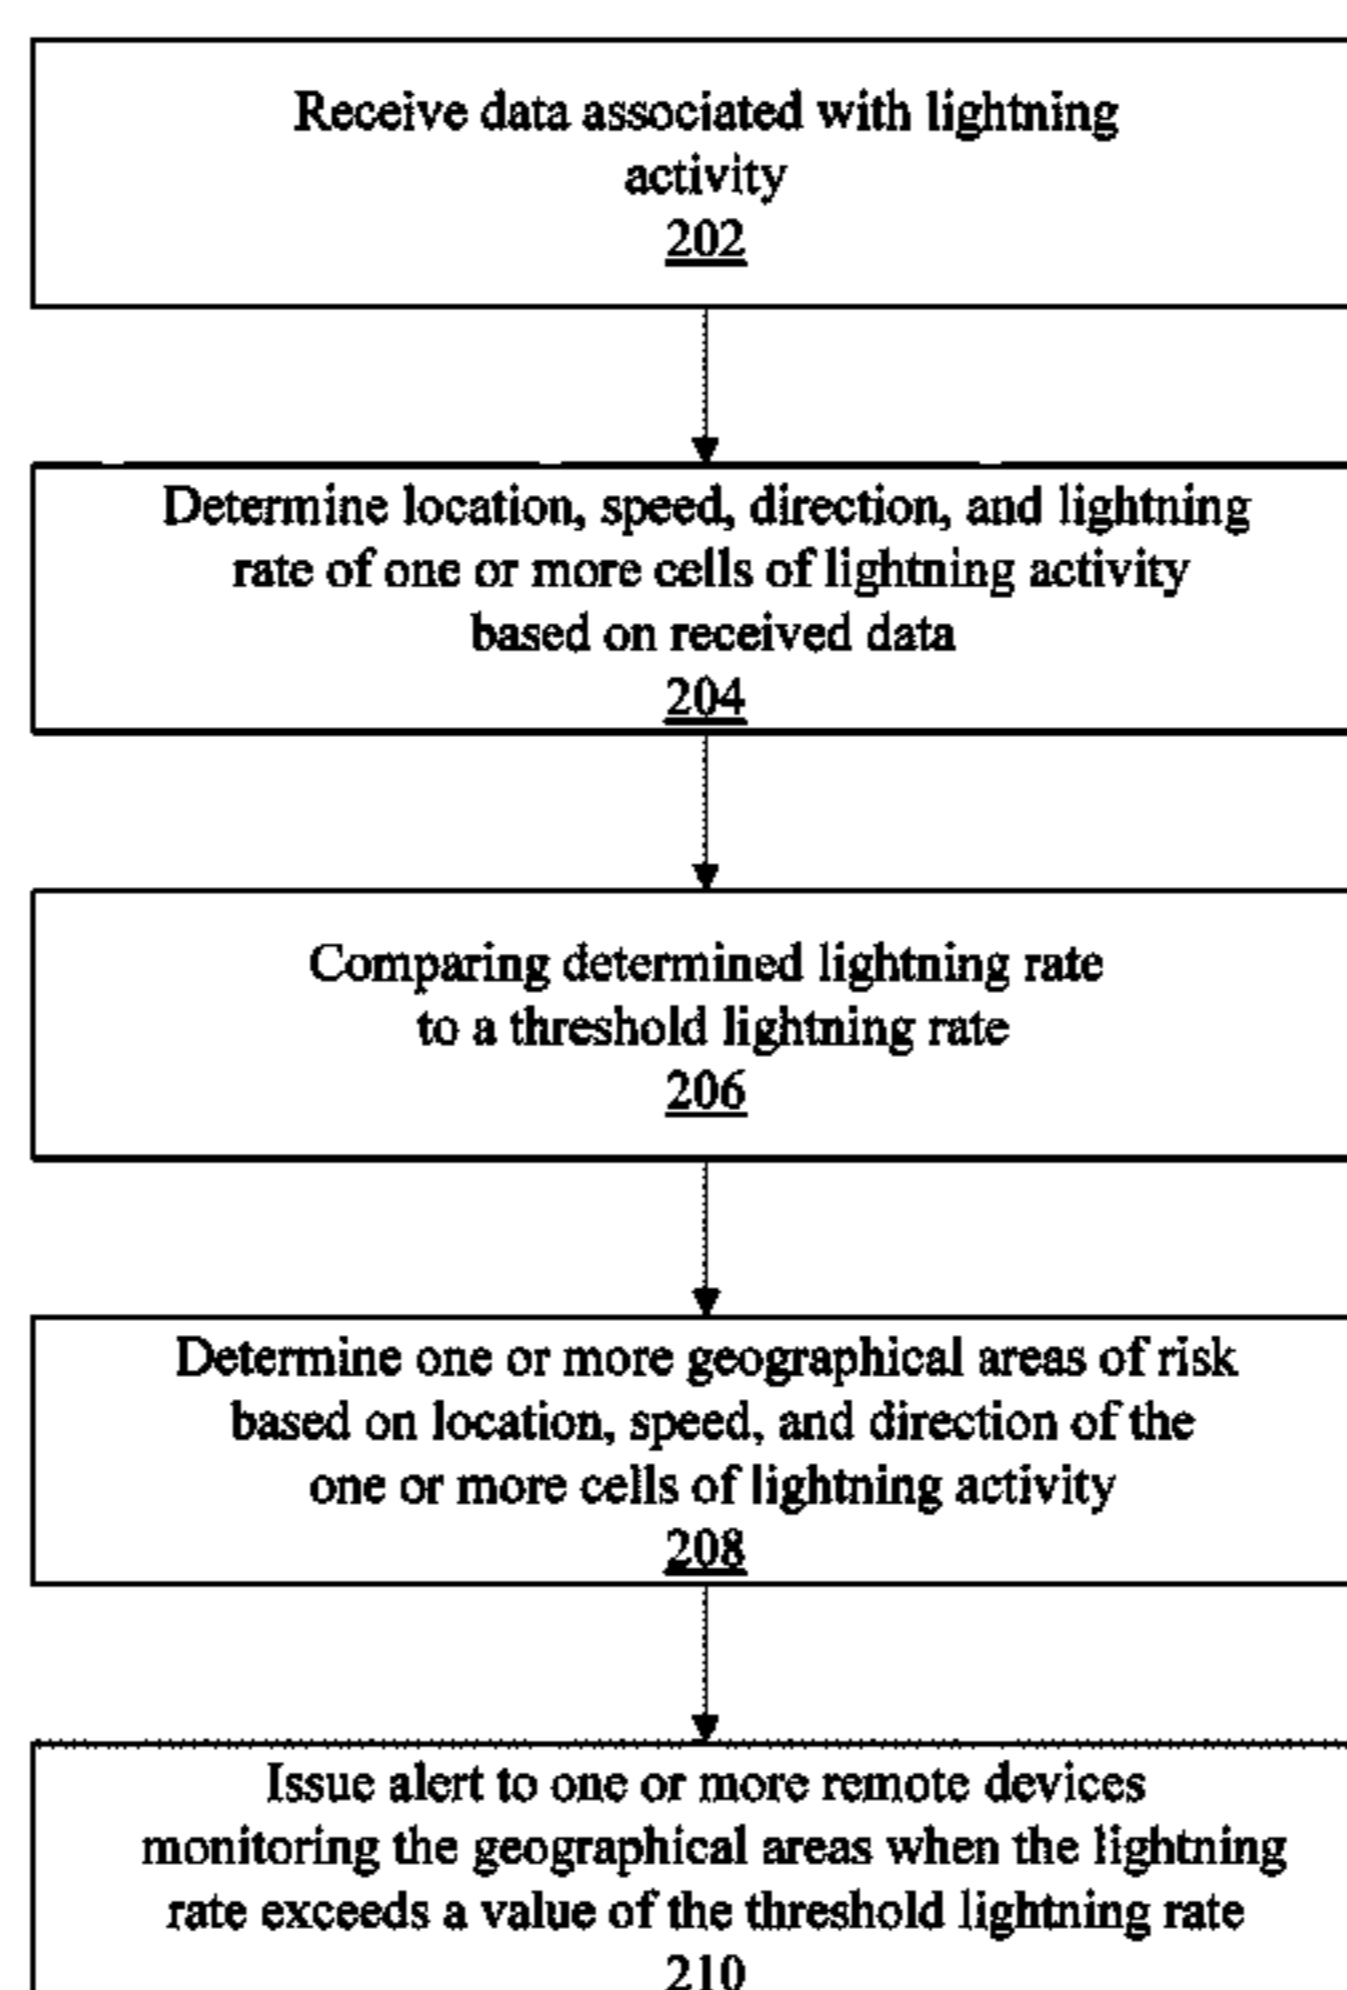 Receive data associated with lightning
activity
202
Determine location, speed, direction, and lightning
rate of one or more cells of lightning activity
based on received data
204
Comparing determined lightning rate
to a threshold lightning rate
206
Determine one or more geographical areas of risk
based on location, speed, and direction of the
one or more cells of lightning activity
208
Issue alert to one or more remote devices
monitoring the geographical areas when the lightning
rate exceeds a value of the threshold lightning rate
210